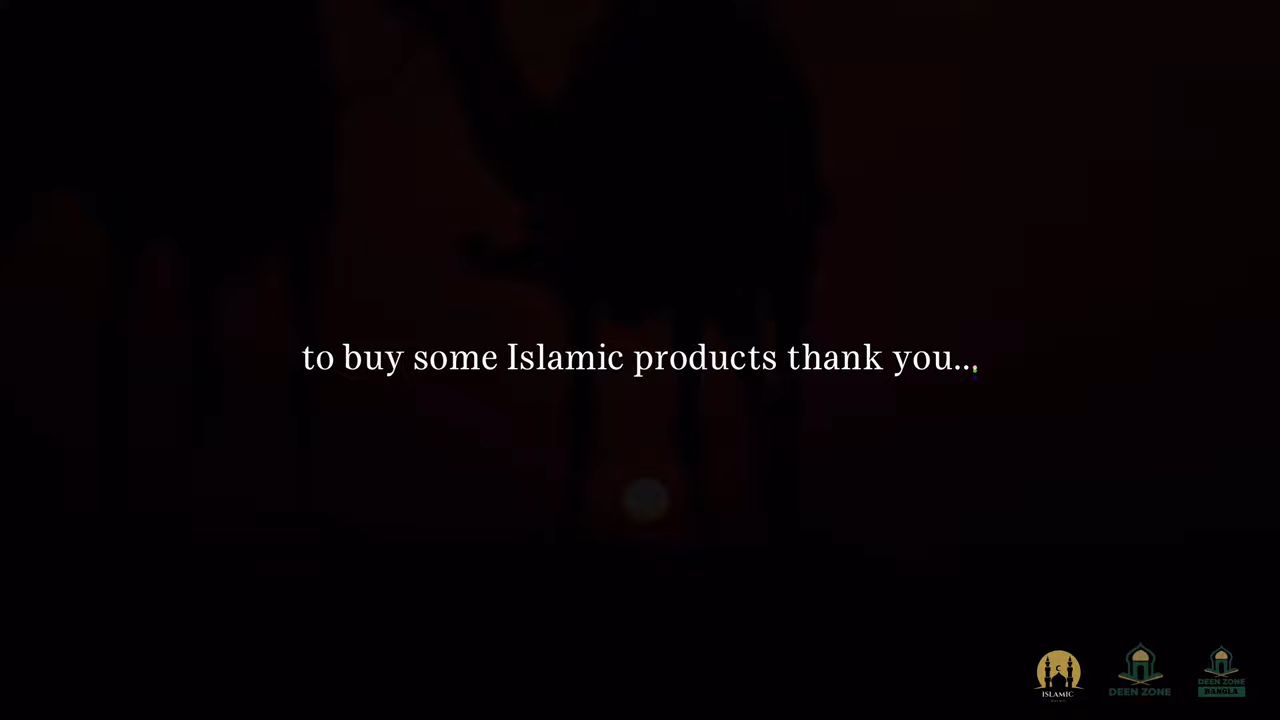 to buy some Islamic products thank you...
ISLAMIC
DEEN ZONE
DEEN ZONE
BANGLA